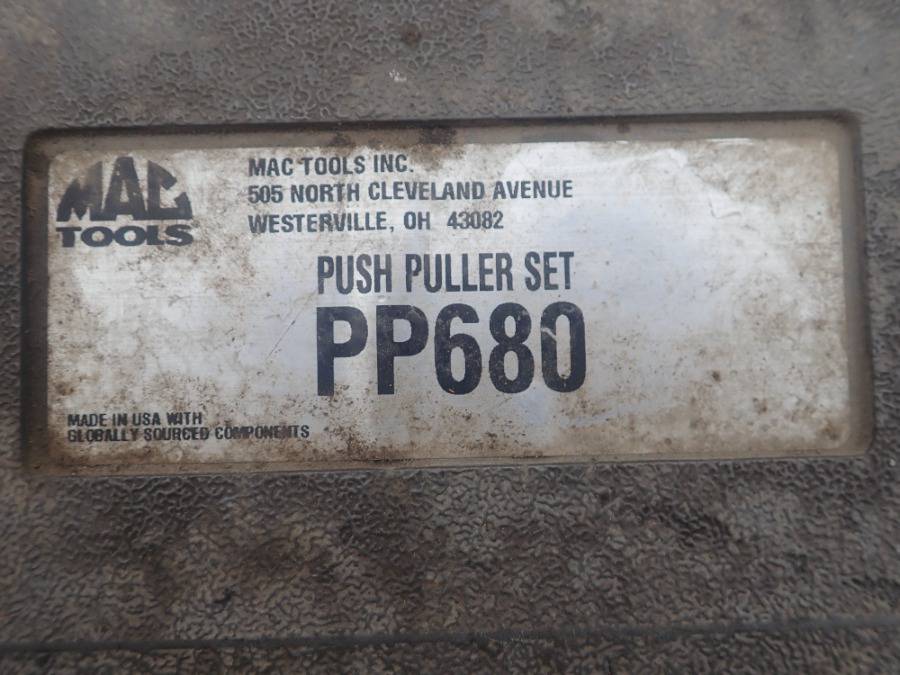 MAC
TOOLS
MAC TOOLS INC.
505 NORTH CLEVELAND AVENUE
WESTERVILLE, OH 43082
PUSH PULLER SET
PP680
MADE IN USA WITH
GLOBALLY SOURCED COMPONENTS